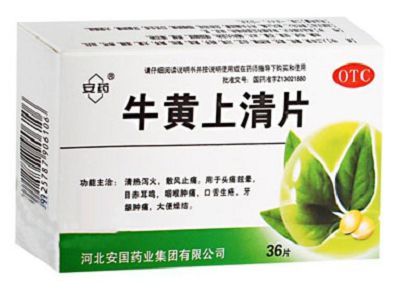 安药®
请仔细阅读说明书并按说明使用或在药师指导下购买和使用
批准文号:国药准字Z13021880
OTC
牛黄上清片
功能主治:清热泻火,散风止痛,用于头痛眩晕,
目赤耳鸣,咽喉肿痛,口舌生疮,牙
龈肿痛,大便燥结。
河北安国药业集团有限公司
36片